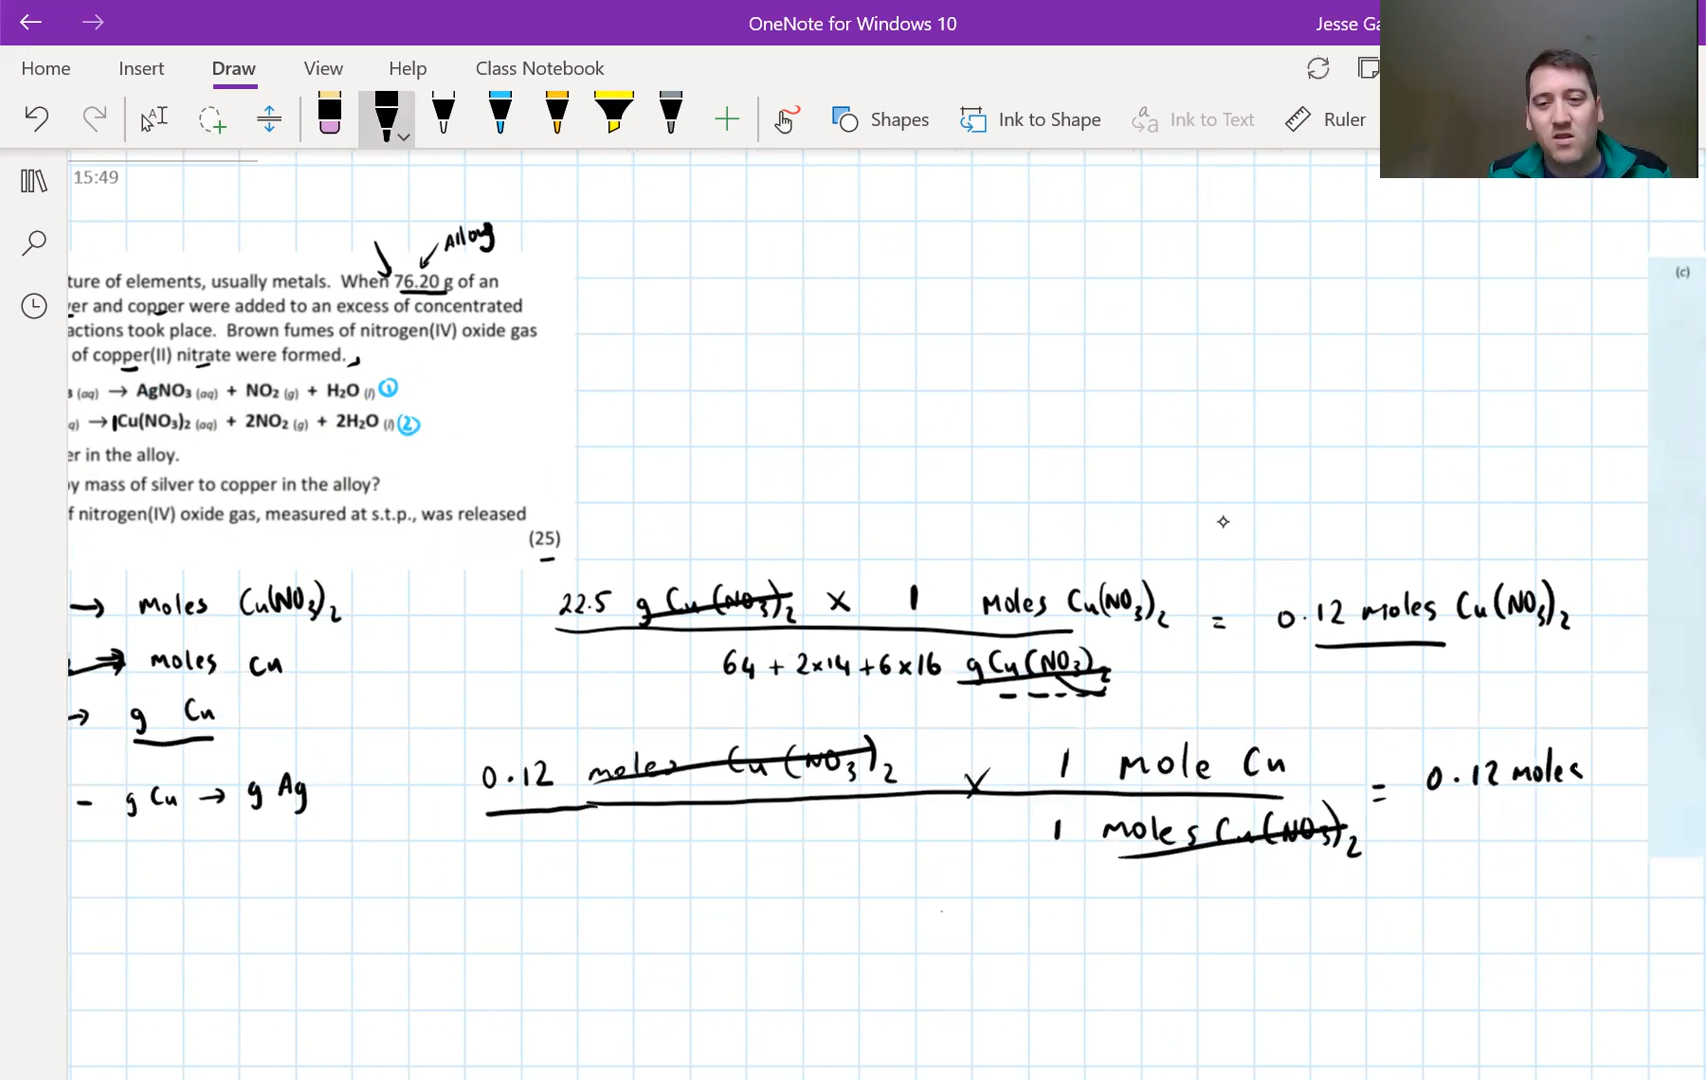 OneNote for Windows 10
Jesse Ga
Home Insert Draw View Help Class Notebook
Shapes Ink to Shape Ink to Text Ruler
15:49
Alloy
ture of elements, usually metals. When 76.20 g of an
er and copper were added to an excess of concentrated
actions took place. Brown fumes of nitrogen(IV) oxide gas
of copper(II) nitrate were formed.
3 (aq) → AgNO3 (aq) + NO2 (g) + H2O (l) 1
q) → 1Cu(NO3)2 (aq) + 2NO2 (g) + 2H2O (l) (2)
er in the alloy.
y mass of silver to copper in the alloy?
f nitrogen(IV) oxide gas, measured at s.t.p., was released
(25)
(c)
→ moles Cu(NO3)2
→ moles Cu
→ g Cu
- g Cu → g Ag
22.5 g Cu(NO3)2 x 1 Moles Cu(NO3)2 = 0.12 moles Cu(NO3)2
64 + 2x14 + 6x16 g Cu(NO3)2
0.12 moles Cu(NO3)2 x 1 mole Cu = 0.12 moles
1 moles Cu(NO3)2